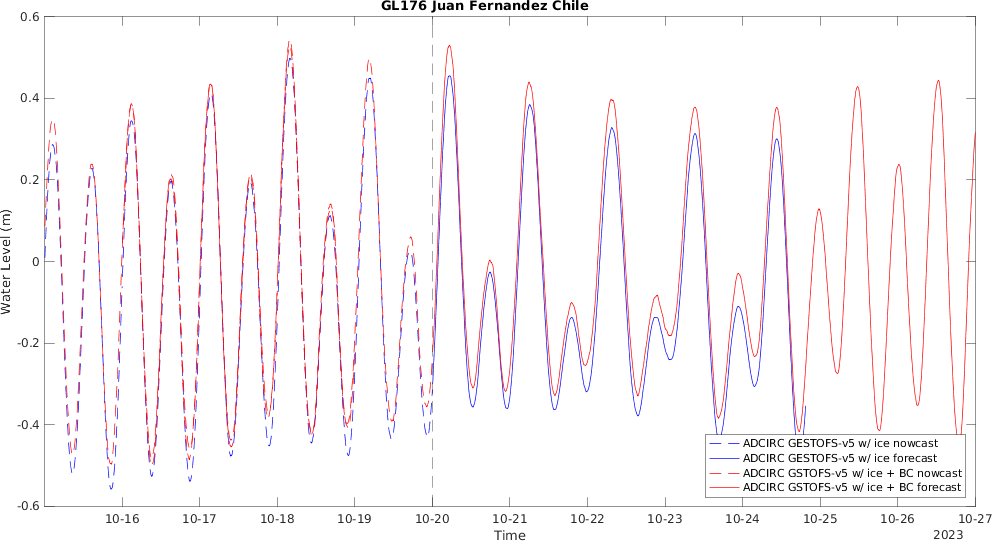 GL176 Juan Fernandez Chile
0.6
0.4
0.2
0
-0.2
-0.4
-0.6
Water Level (m)
10-16
10-17
10-18
10-19
10-20
10-21
10-22
10-23
10-24
10-25
10-26
10-27
Time
2023
ADCIRC GESTOFS-v5 w/ ice nowcast
ADCIRC GESTOFS-v5 w/ ice forecast
ADCIRC GSTOFS-v5 w/ ice + BC nowcast
ADCIRC GSTOFS-v5 w/ ice + BC forecast